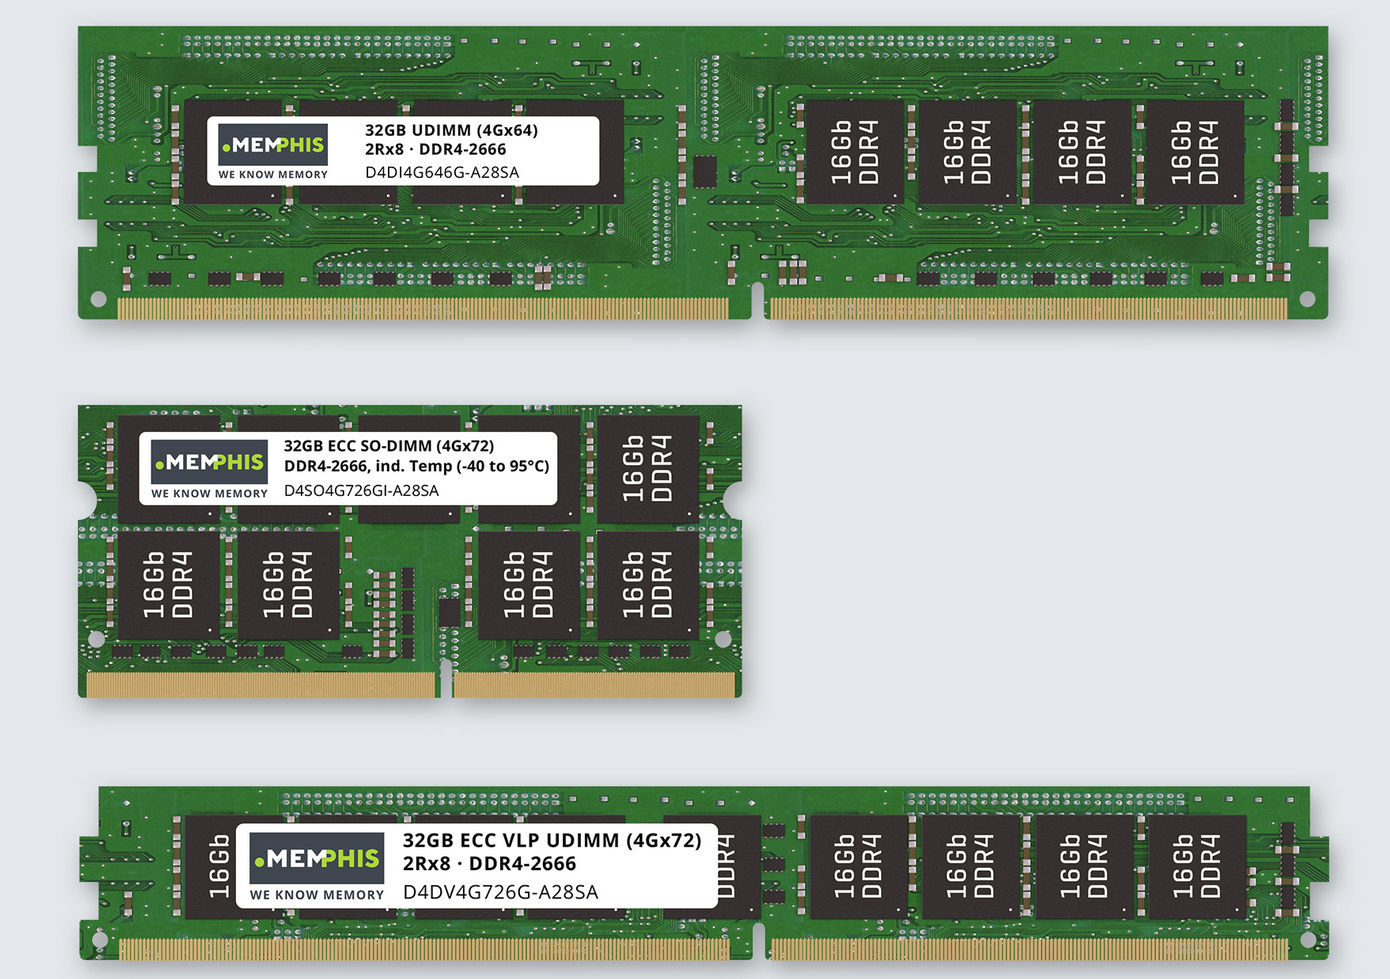 .MEMPHIS
WE KNOW MEMORY
32GB UDIMM (4Gx64)
2Rx8 · DDR4-2666
D4DI4G646G-A28SA
16Gb
DDR4
16Gb
DDR4
16Gb
DDR4
16Gb
DDR4
.MEMPHIS
WE KNOW MEMORY
32GB ECC SO-DIMM (4Gx72)
DDR4-2666, ind. Temp (-40 to 95°C)
D4SO4G726GI-A28SA
16Gb
DDR4
16Gb
DDR4
16Gb
DDR4
16Gb
DDR4
16Gb
DDR4
16Gb
.MEMPHIS
WE KNOW MEMORY
32GB ECC VLP UDIMM (4Gx72)
2Rx8 · DDR4-2666
D4DV4G726G-A28SA
DDR4
16Gb
DDR4
16Gb
DDR4
16Gb
DDR4
16Gb
DDR4